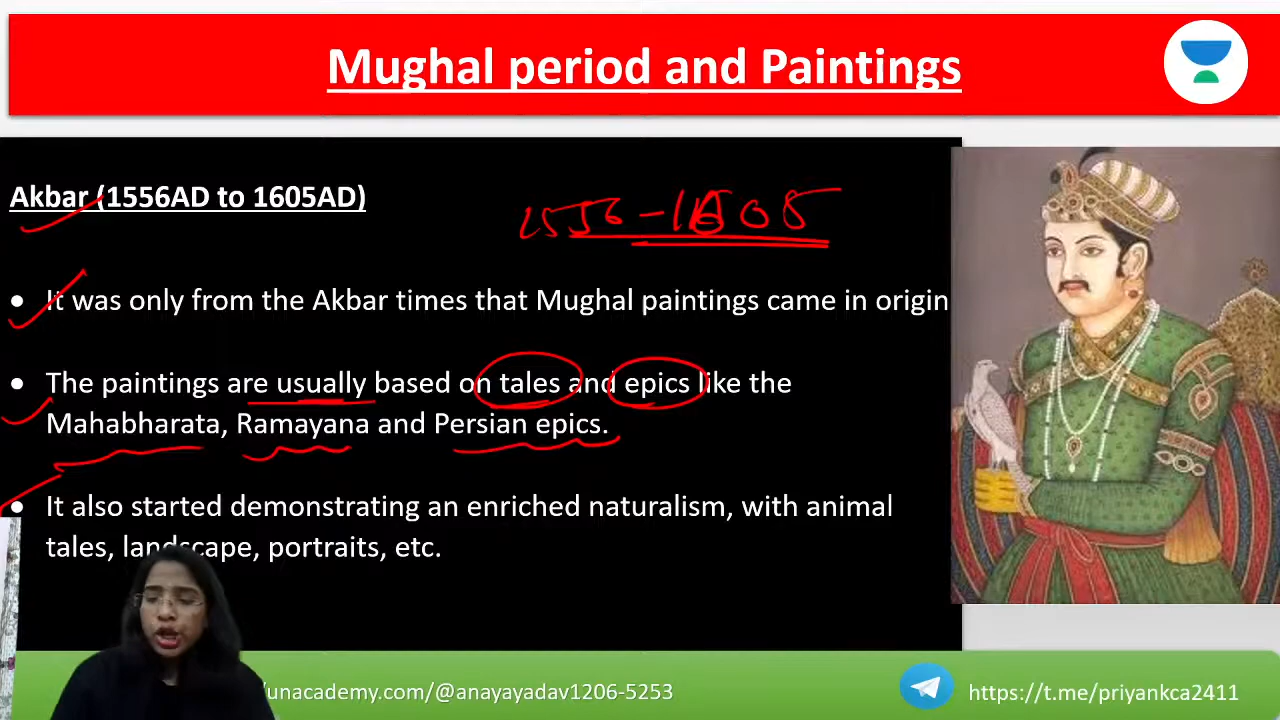 Mughal period and Paintings
Akbar (1556AD to 1605AD)
1556-1605
• It was only from the Akbar times that Mughal paintings came in origin
• The paintings are usually based on tales and epics like the
Mahabharata, Ramayana and Persian epics.
• It also started demonstrating an enriched naturalism, with animal
tales, landscape, portraits, etc.
/unacademy.com/@anayayadav1206-5253
https://t.me/priyankca2411